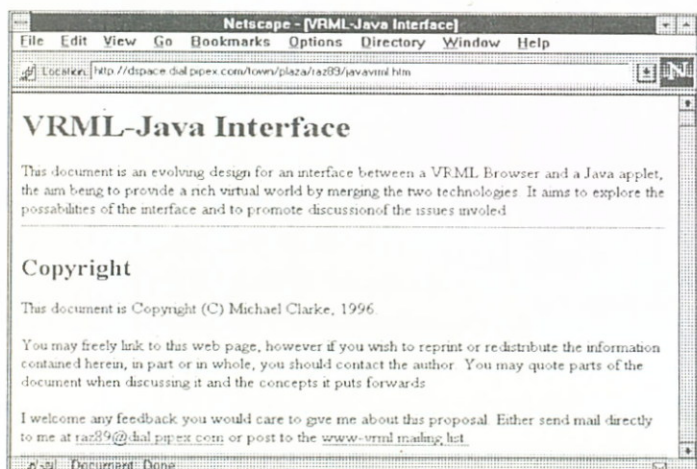 Netscape - [VRML-Java Interface]
File Edit View Go Bookmarks Options Directory Window Help
Location: http://dspace.dial.pipex.com/town/plaza/raz89/javavrml.htm
N
VRML-Java Interface
This document is an evolving design for an interface between a VRML Browser and a Java applet,
the aim being to provide a rich virtual world by merging the two technologies. It aims to explore the
possabilities of the interface and to promote discussionof the issues involed
Copyright
This document is Copyright (C) Michael Clarke, 1996.
You may freely link to this web page, however if you wish to reprint or redistribute the information
contained herein, in part or in whole, you should contact the author. You may quote parts of the
document when discussing it and the concepts it puts forwards
I welcome any feedback you would care to give me about this proposal. Either send mail directly
to me at raz89@dial.pipex.com or post to the www-vrml mailing list.
Document: Done